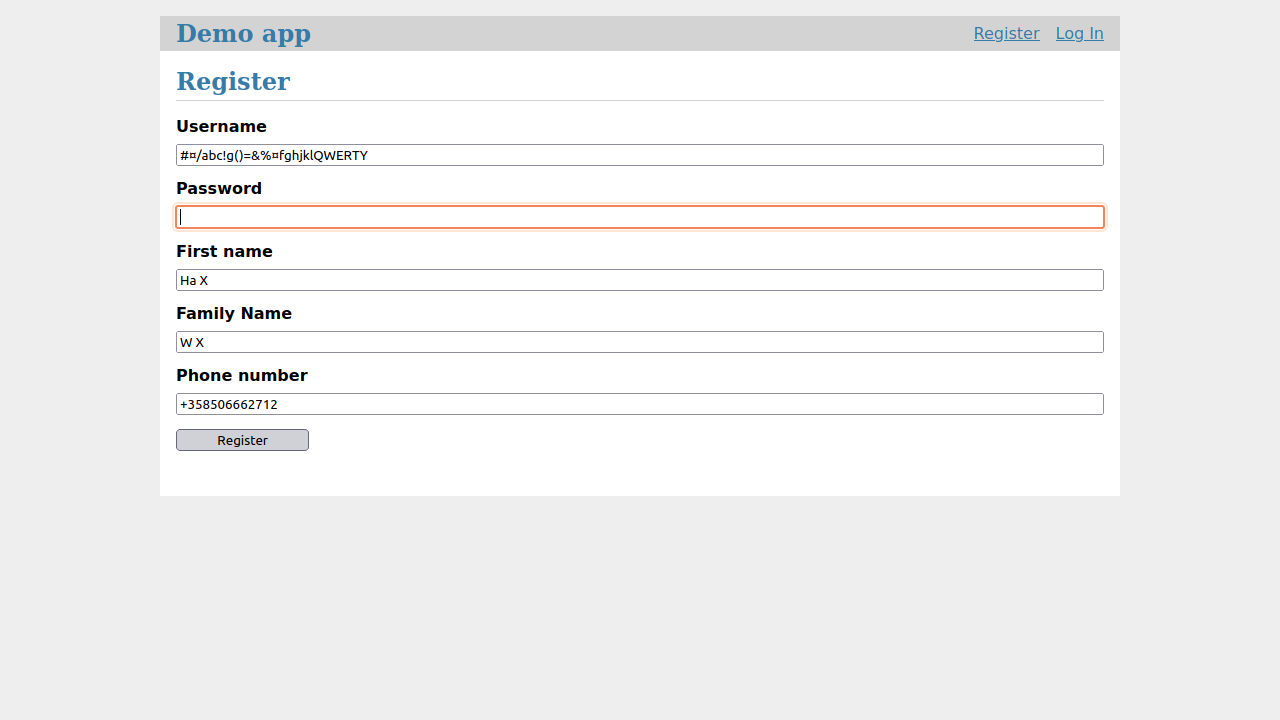 Demo app
Register Log In
Register
Username
#¤/abc!g()=&%¤fghjklQWERTY
Password
First name
Ha X
Family Name
W X
Phone number
+358506662712
Register